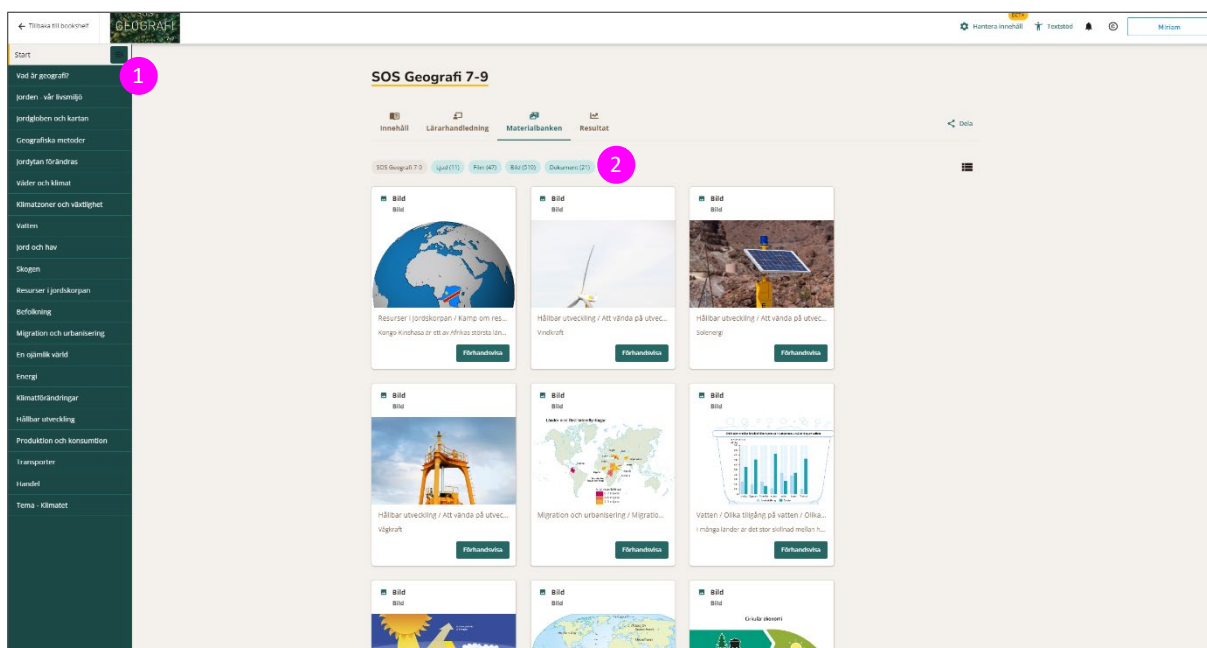 ← Tillbaka till bookshelf
GEOGRAFI
BETA
Hantera innehåll
Textstöd
Miriam
Start
1
Vad är geografi?
Jorden - vår livsmiljö
Jordgloben och kartan
Geografiska metoder
Jordytan förändras
Väder och klimat
Klimatzoner och växtlighet
Vatten
Jord och hav
Skogen
Resurser i jordskorpan
Befolkning
Migration och urbanisering
En ojämlik värld
Energi
Klimatförändringar
Hållbar utveckling
Produktion och konsumtion
Transporter
Handel
Tema - Klimatet
SOS Geografi 7-9
Innehåll Lärarhandledning Materialbanken Resultat
Dela
SOS Geografi 7-9 Ljud (11) Film (47) Bild (510) Dokument (21)
2
Bild
Bild
Resurser i jordskorpan / Kamp om res...
Kongo-Kinshasa är ett av Afrikas största län...
Förhandsvisa
Bild
Bild
Hållbar utveckling / Att vända på utvec...
Vindkraft
Förhandsvisa
Bild
Bild
Hållbar utveckling / Att vända på utvec...
Solenergi
Förhandsvisa
Bild
Bild
Hållbar utveckling / Att vända på utvec...
Vågkraft
Förhandsvisa
Bild
Bild
Migration och urbanisering / Migratio...
Förhandsvisa
Bild
Bild
Vatten / Olika tillgång på vatten / Olika...
I många länder är det stor skillnad mellan h...
Förhandsvisa
Bild
Bild
Bild
Bild
Bild
Bild
Cirkulär ekonomi